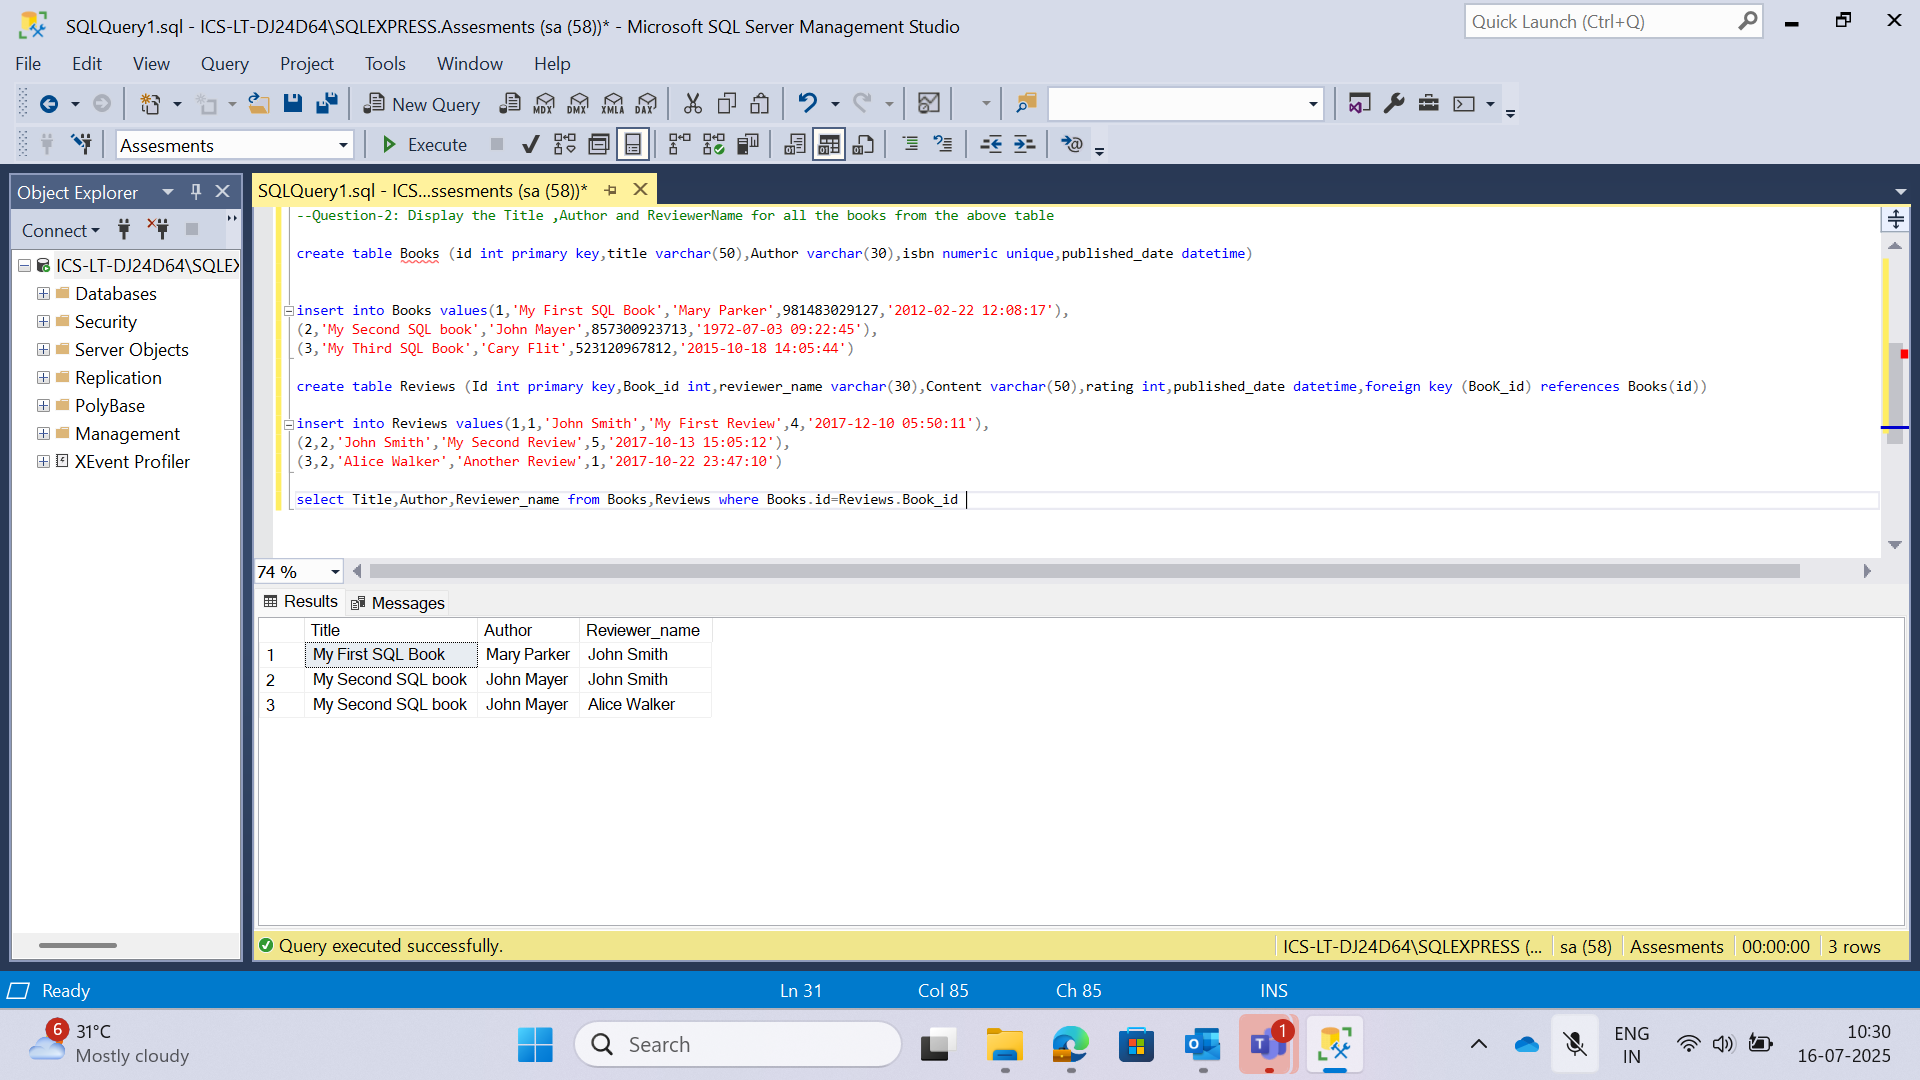 SQLQuery1.sql - ICS-LT-DJ24D64\SQLEXPRESS.Assesments (sa (58))* - Microsoft SQL Server Management Studio
Quick Launch (Ctrl+Q)
File Edit View Query Project Tools Window Help
New Query
MDX DMX XMLA DAX
Assesments
Execute
Object Explorer
Connect
ICS-LT-DJ24D64\SQLEX
Databases
Security
Server Objects
Replication
PolyBase
Management
XEvent Profiler
SQLQuery1.sql - ICS...ssesments (sa (58))*
--Question-2: Display the Title ,Author and ReviewerName for all the books from the above table
create table Books (id int primary key,title varchar(50),Author varchar(30),isbn numeric unique,published_date datetime)
insert into Books values(1,'My First SQL Book','Mary Parker',981483029127,'2012-02-22 12:08:17'),
(2,'My Second SQL book','John Mayer',857300923713,'1972-07-03 09:22:45'),
(3,'My Third SQL Book','Cary Flit',523120967812,'2015-10-18 14:05:44')
create table Reviews (Id int primary key,Book_id int,reviewer_name varchar(30),Content varchar(50),rating int,published_date datetime,foreign key (BooK_id) references Books(id))
insert into Reviews values(1,1,'John Smith','My First Review',4,'2017-12-10 05:50:11'),
(2,2,'John Smith','My Second Review',5,'2017-10-13 15:05:12'),
(3,2,'Alice Walker','Another Review',1,'2017-10-22 23:47:10')
select Title,Author,Reviewer_name from Books,Reviews where Books.id=Reviews.Book_id
74 %
Results Messages
Title Author Reviewer_name
1 My First SQL Book Mary Parker John Smith
2 My Second SQL book John Mayer John Smith
3 My Second SQL book John Mayer Alice Walker
Query executed successfully.
ICS-LT-DJ24D64\SQLEXPRESS (... sa (58) Assesments 00:00:00 3 rows
Ready
Ln 31 Col 85 Ch 85 INS
6
31°C
Mostly cloudy
Search
1
ENG
IN
10:30
16-07-2025